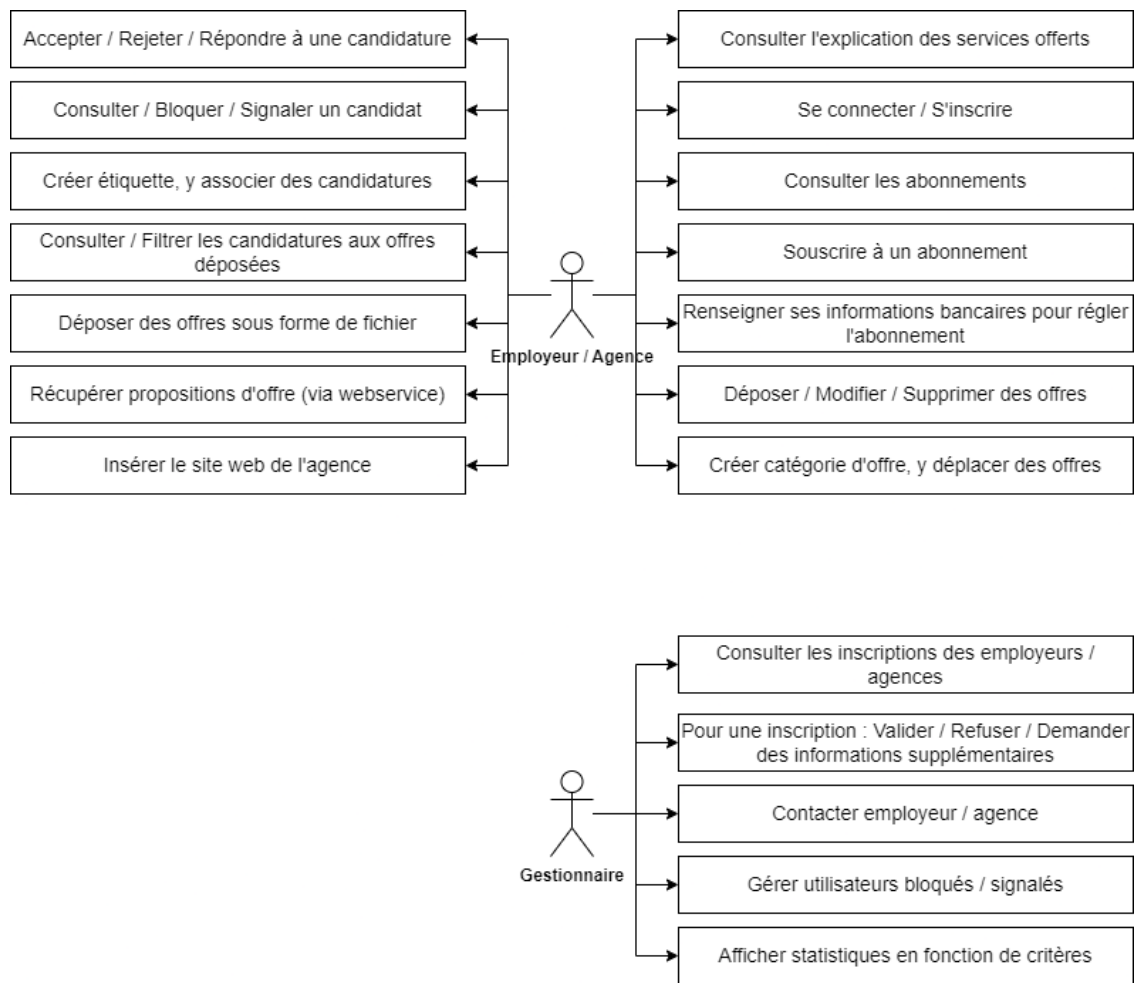 Accepter / Rejeter / Répondre à une candidature
Consulter / Bloquer / Signaler un candidat
Créer étiquette, y associer des candidatures
Consulter / Filtrer les candidatures aux offres
déposées
Déposer des offres sous forme de fichier
Récupérer propositions d'offre (via webservice)
Insérer le site web de l'agence
Employeur / Agence
Consulter l'explication des services offerts
Se connecter / S'inscrire
Consulter les abonnements
Souscrire à un abonnement
Renseigner ses informations bancaires pour régler
l'abonnement
Déposer / Modifier / Supprimer des offres
Créer catégorie d'offre, y déplacer des offres
Gestionnaire
Consulter les inscriptions des employeurs /
agences
Pour une inscription : Valider / Refuser / Demander
des informations supplémentaires
Contacter employeur / agence
Gérer utilisateurs bloqués / signalés
Afficher statistiques en fonction de critères